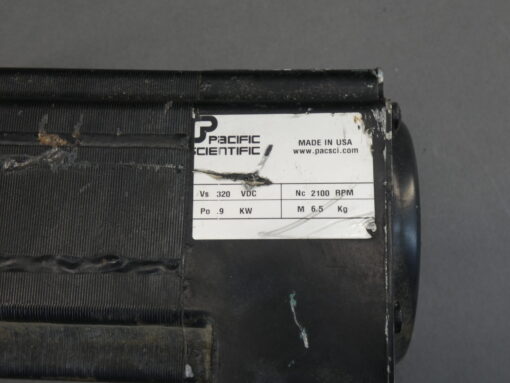 PACIFIC
SCIENTIFIC
MADE IN USA
www.pacsci.com
Vs 320 VDC
Nc 2100 RPM
Po .9 KW
M 6.5 Kg